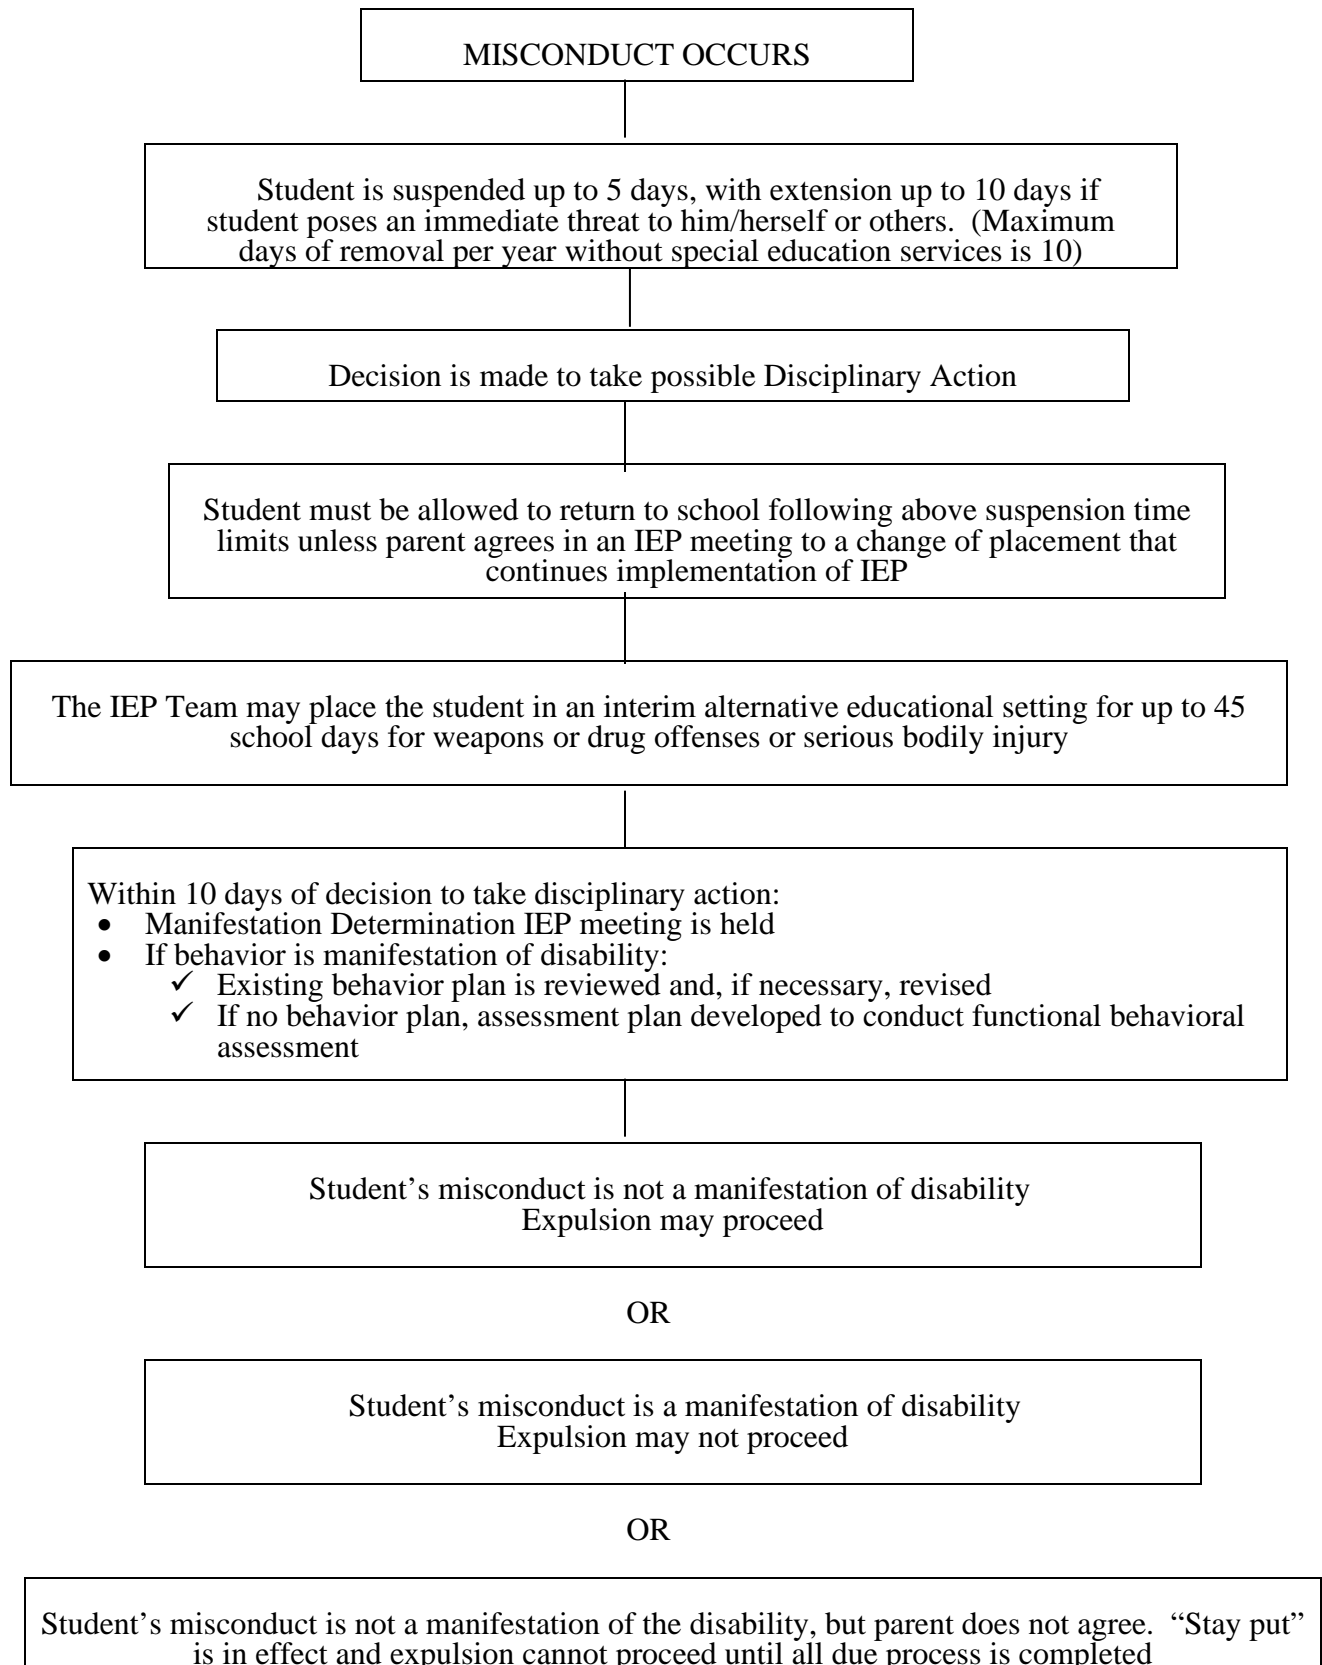 MISCONDUCT OCCURS
Student is suspended up to 5 days, with extension up to 10 days if
student poses an immediate threat to him/herself or others.  (Maximum
days of removal per year without special education services is 10)
Decision is made to take possible Disciplinary Action
Student must be allowed to return to school following above suspension time
limits unless parent agrees in an IEP meeting to a change of placement that
continues implementation of IEP
The IEP Team may place the student in an interim alternative educational setting for up to 45
school days for weapons or drug offenses or serious bodily injury
Within 10 days of decision to take disciplinary action:
• Manifestation Determination IEP meeting is held
• If behavior is manifestation of disability:
✓ Existing behavior plan is reviewed and, if necessary, revised
✓ If no behavior plan, assessment plan developed to conduct functional behavioral
assessment
Student’s misconduct is not a manifestation of disability
Expulsion may proceed
OR
Student’s misconduct is a manifestation of disability
Expulsion may not proceed
OR
Student’s misconduct is not a manifestation of the disability, but parent does not agree.  “Stay put”
is in effect and expulsion cannot proceed until all due process is completed